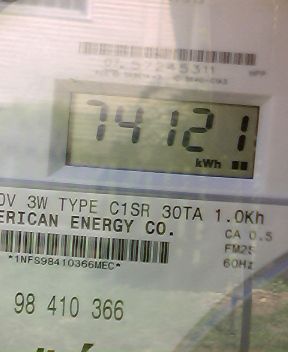 74121
kWh
0V 3W TYPE C1SR 30TA 1.0Kh
ERICAN ENERGY CO.
CA 0.5
FM2S
60Hz
*1NFS98410366MEC*
98 410 366